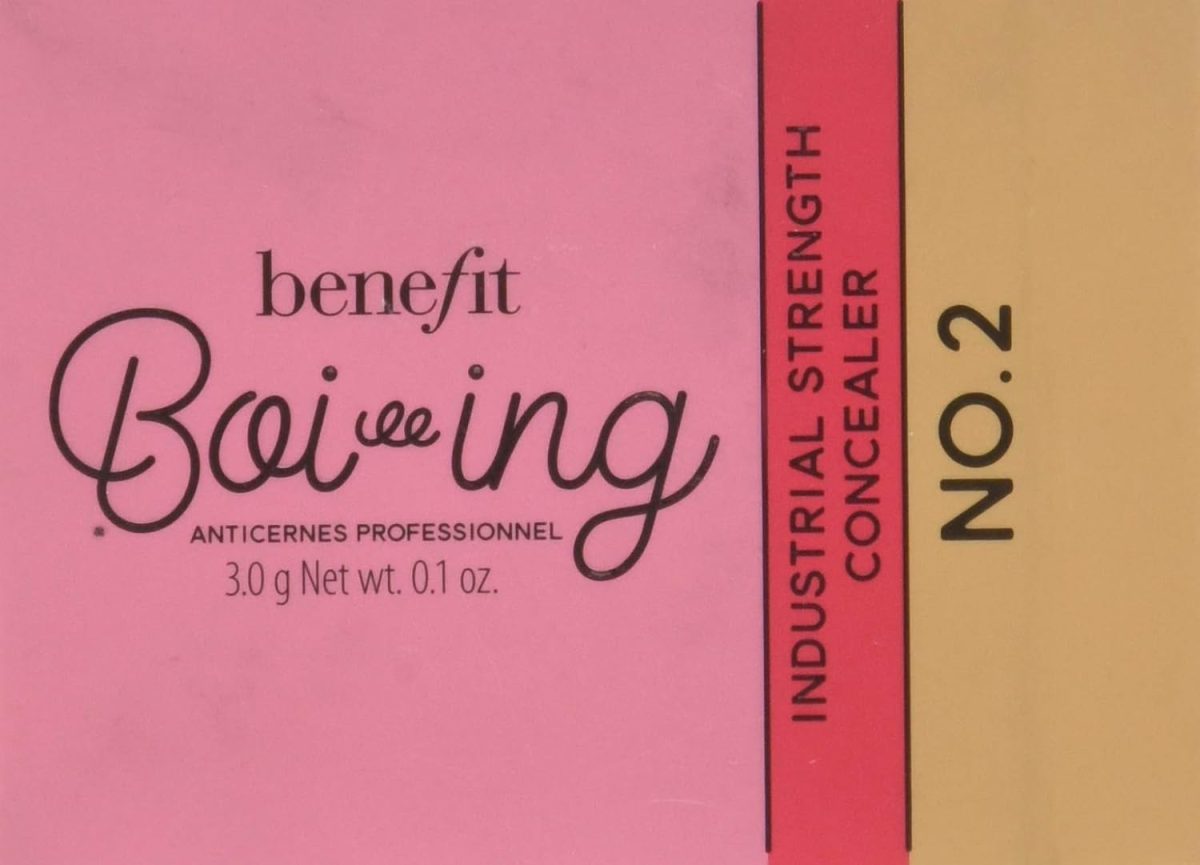 benefit
Boi-ing
ANTICERNES PROFESSIONNEL
3.0 g Net wt. 0.1 oz.
INDUSTRIAL STRENGTH
CONCEALER
NO.2